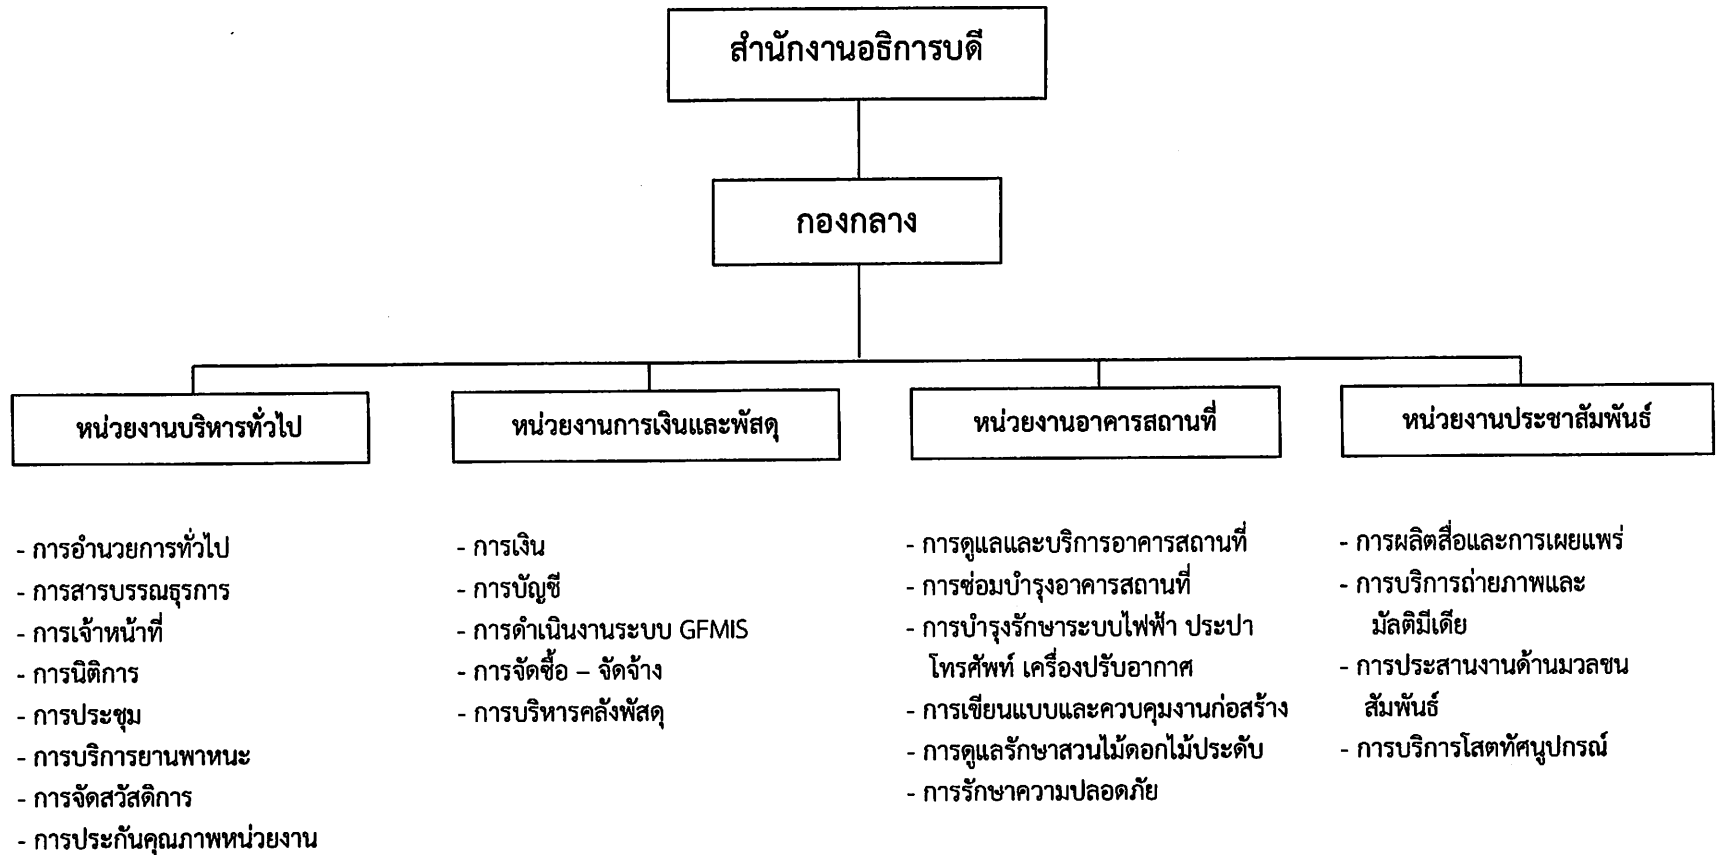 สำนักงานอธิการบดี
กองกลาง
หน่วยงานบริหารทั่วไป
- การอำนวยการทั่วไป
- การสารบรรณธุรการ
- การเจ้าหน้าที่
- การนิติการ
- การประชุม
- การบริการยานพาหนะ
- การจัดสวัสดิการ
- การประกันคุณภาพหน่วยงาน
หน่วยงานการเงินและพัสดุ
- การเงิน
- การบัญชี
- การดำเนินงานระบบ GFMIS
- การจัดซื้อ – จัดจ้าง
- การบริหารคลังพัสดุ
หน่วยงานอาคารสถานที่
- การดูแลและบริการอาคารสถานที่
- การซ่อมบำรุงอาคารสถานที่
- การบำรุงรักษาระบบไฟฟ้า ประปา
โทรศัพท์ เครื่องปรับอากาศ
- การเขียนแบบและควบคุมงานก่อสร้าง
- การดูแลรักษาสวนไม้ดอกไม้ประดับ
- การรักษาความปลอดภัย
หน่วยงานประชาสัมพันธ์
- การผลิตสื่อและการเผยแพร่
- การบริการถ่ายภาพและ
มัลติมีเดีย
- การประสานงานด้านมวลชน
สัมพันธ์
- การบริการโสตทัศนูปกรณ์